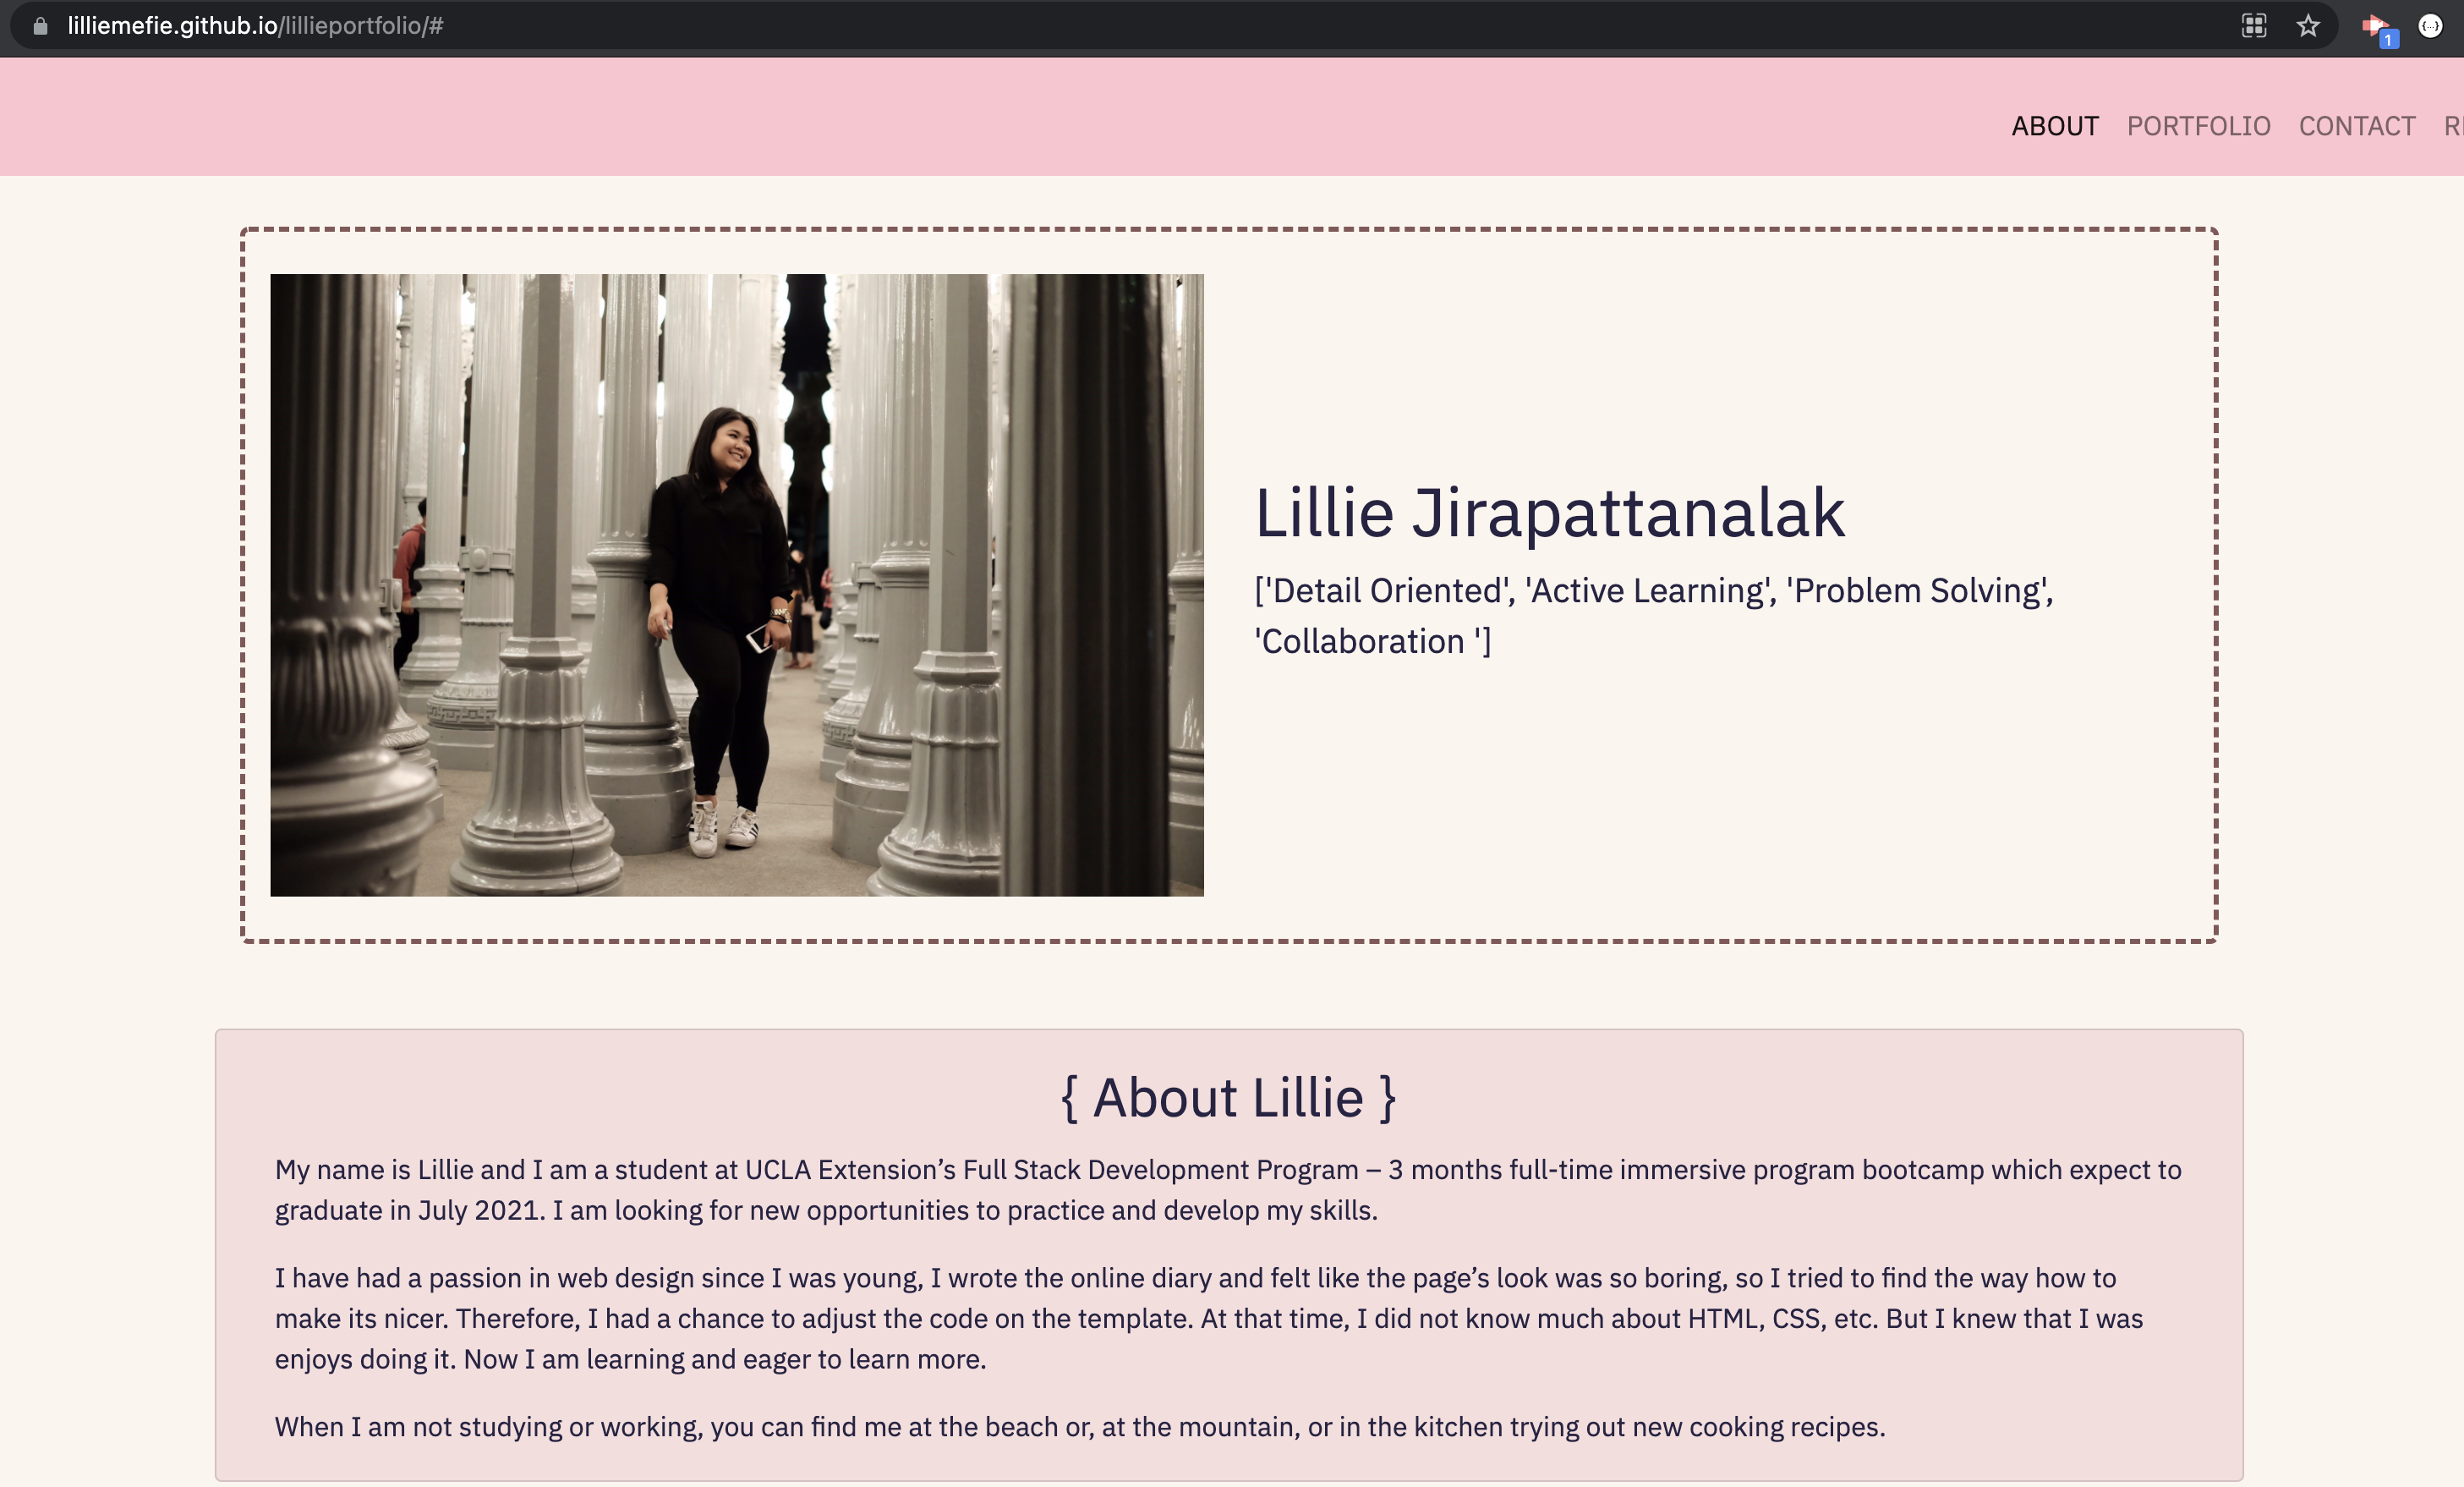 lilliemefie.github.io/lillieportfolio/#
1
{...}
ABOUT PORTFOLIO CONTACT
Lillie Jirapattanalak
['Detail Oriented', 'Active Learning', 'Problem Solving',
'Collaboration ']
{ About Lillie }
My name is Lillie and I am a student at UCLA Extension’s Full Stack Development Program – 3 months full-time immersive program bootcamp which expect to
graduate in July 2021. I am looking for new opportunities to practice and develop my skills.
I have had a passion in web design since I was young, I wrote the online diary and felt like the page’s look was so boring, so I tried to find the way how to
make its nicer. Therefore, I had a chance to adjust the code on the template. At that time, I did not know much about HTML, CSS, etc. But I knew that I was
enjoys doing it. Now I am learning and eager to learn more.
When I am not studying or working, you can find me at the beach or, at the mountain, or in the kitchen trying out new cooking recipes.